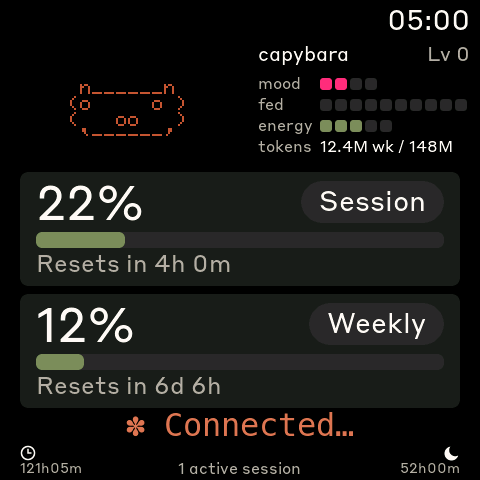 05:00
capybara Lv 0
mood
fed
energy
tokens 12.4M wk / 148M
22% Session
Resets in 4h 0m
12% Weekly
Resets in 6d 6h
✽ Connected…
121h05m 1 active session 52h00m